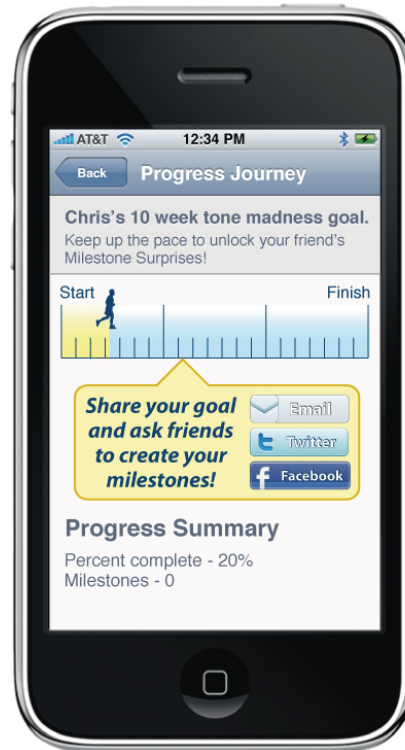 AT&T 12:34 PM
Back Progress Journey
Chris's 10 week tone madness goal.
Keep up the pace to unlock your friend's
Milestone Surprises!
Start Finish
Share your goal
and ask friends
to create your
milestones!
Email
t Twitter
f Facebook
Progress Summary
Percent complete - 20%
Milestones - 0